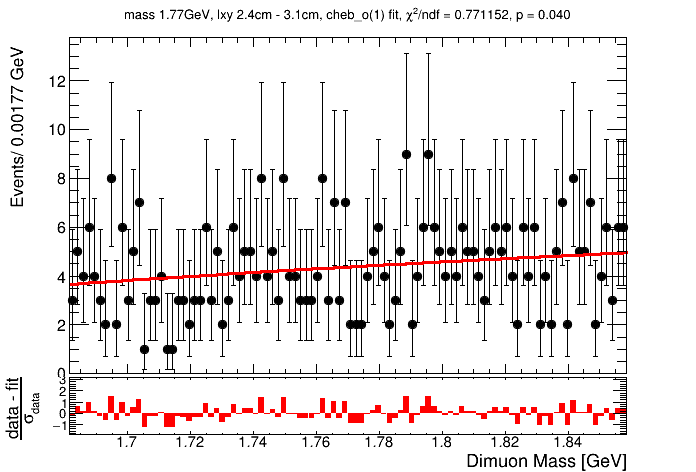 mass 1.77GeV, lxy 2.4cm - 3.1cm, cheb_o(1) fit, χ²/ndf = 0.771152, p = 0.040
Events/ 0.00177 GeV
12
10
8
6
4
2
0
data - fit
σdata
3
2
1
0
−1
1.7 1.72 1.74 1.76 1.78 1.8 1.82 1.84
Dimuon Mass [GeV]